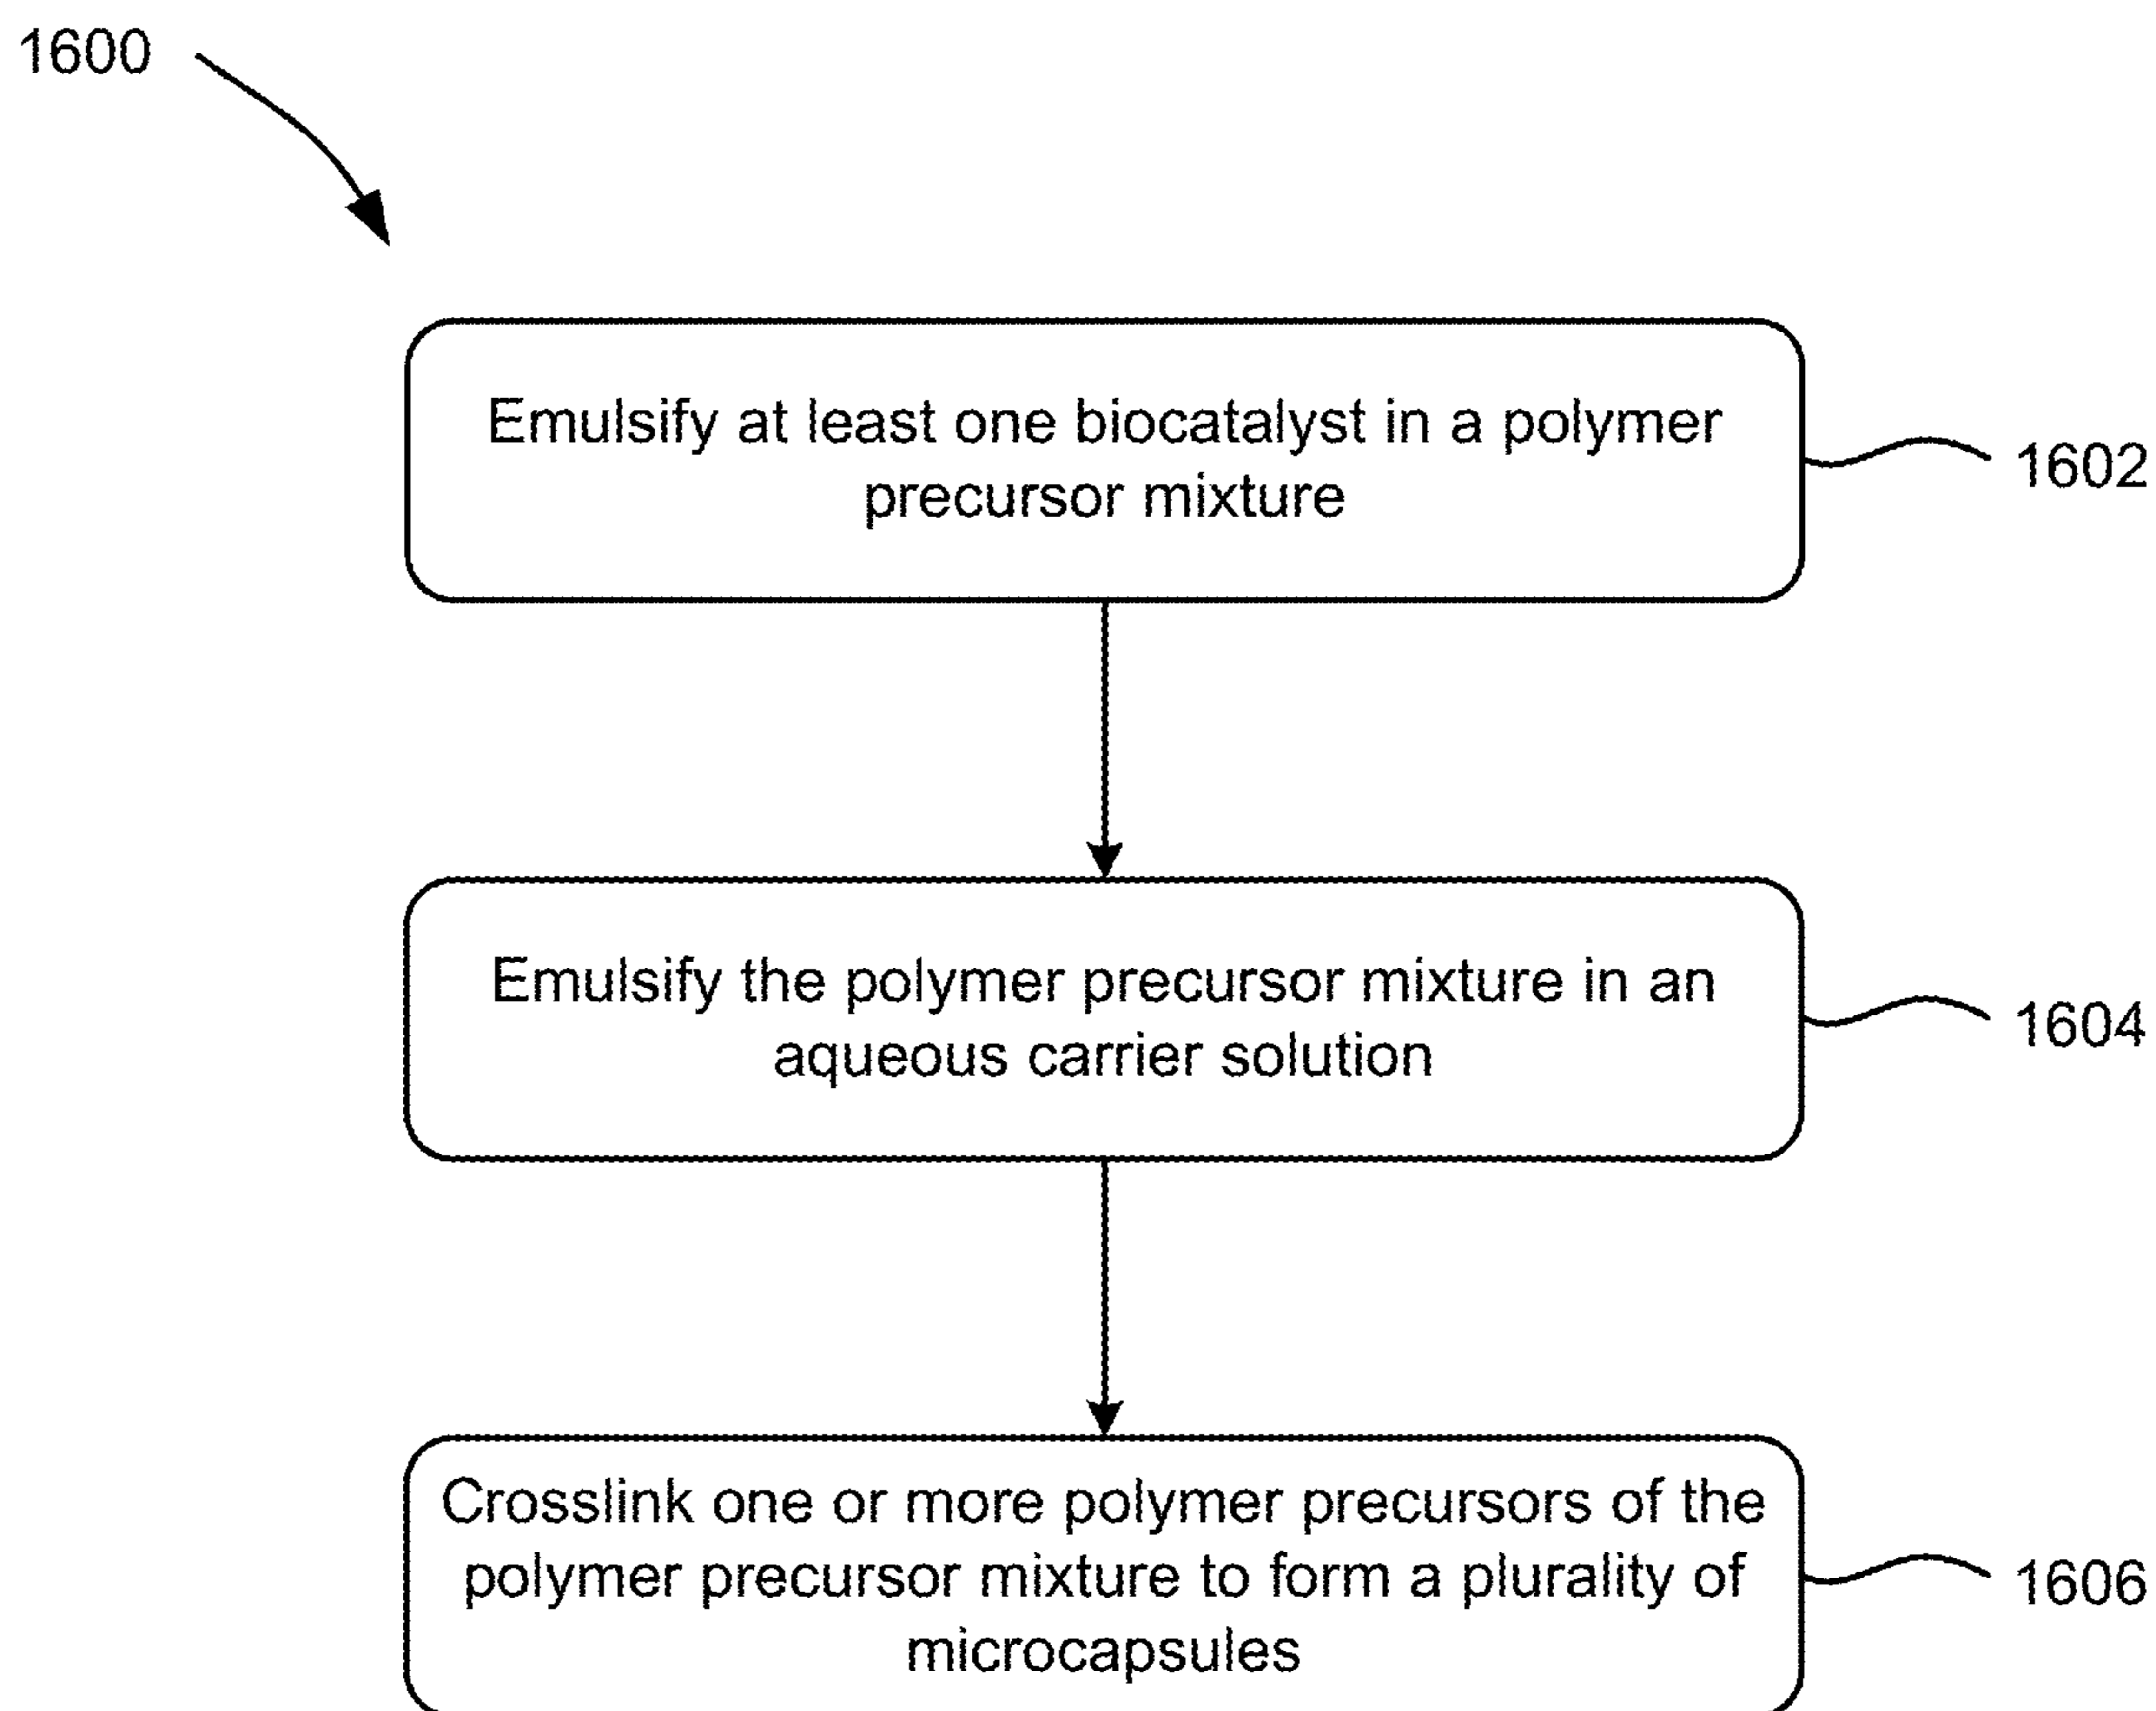 1600
Emulsify at least one biocatalyst in a polymer
precursor mixture
1602
Emulsify the polymer precursor mixture in an
aqueous carrier solution
1604
Crosslink one or more polymer precursors of the
polymer precursor mixture to form a plurality of
microcapsules
1606